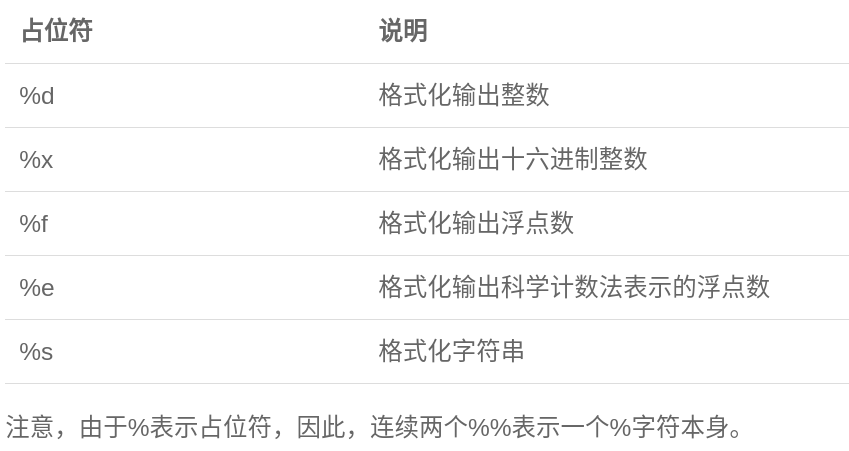 占位符 说明
%d 格式化输出整数
%x 格式化输出十六进制整数
%f 格式化输出浮点数
%e 格式化输出科学计数法表示的浮点数
%s 格式化字符串
注意，由于%表示占位符，因此，连续两个%%表示一个%字符本身。